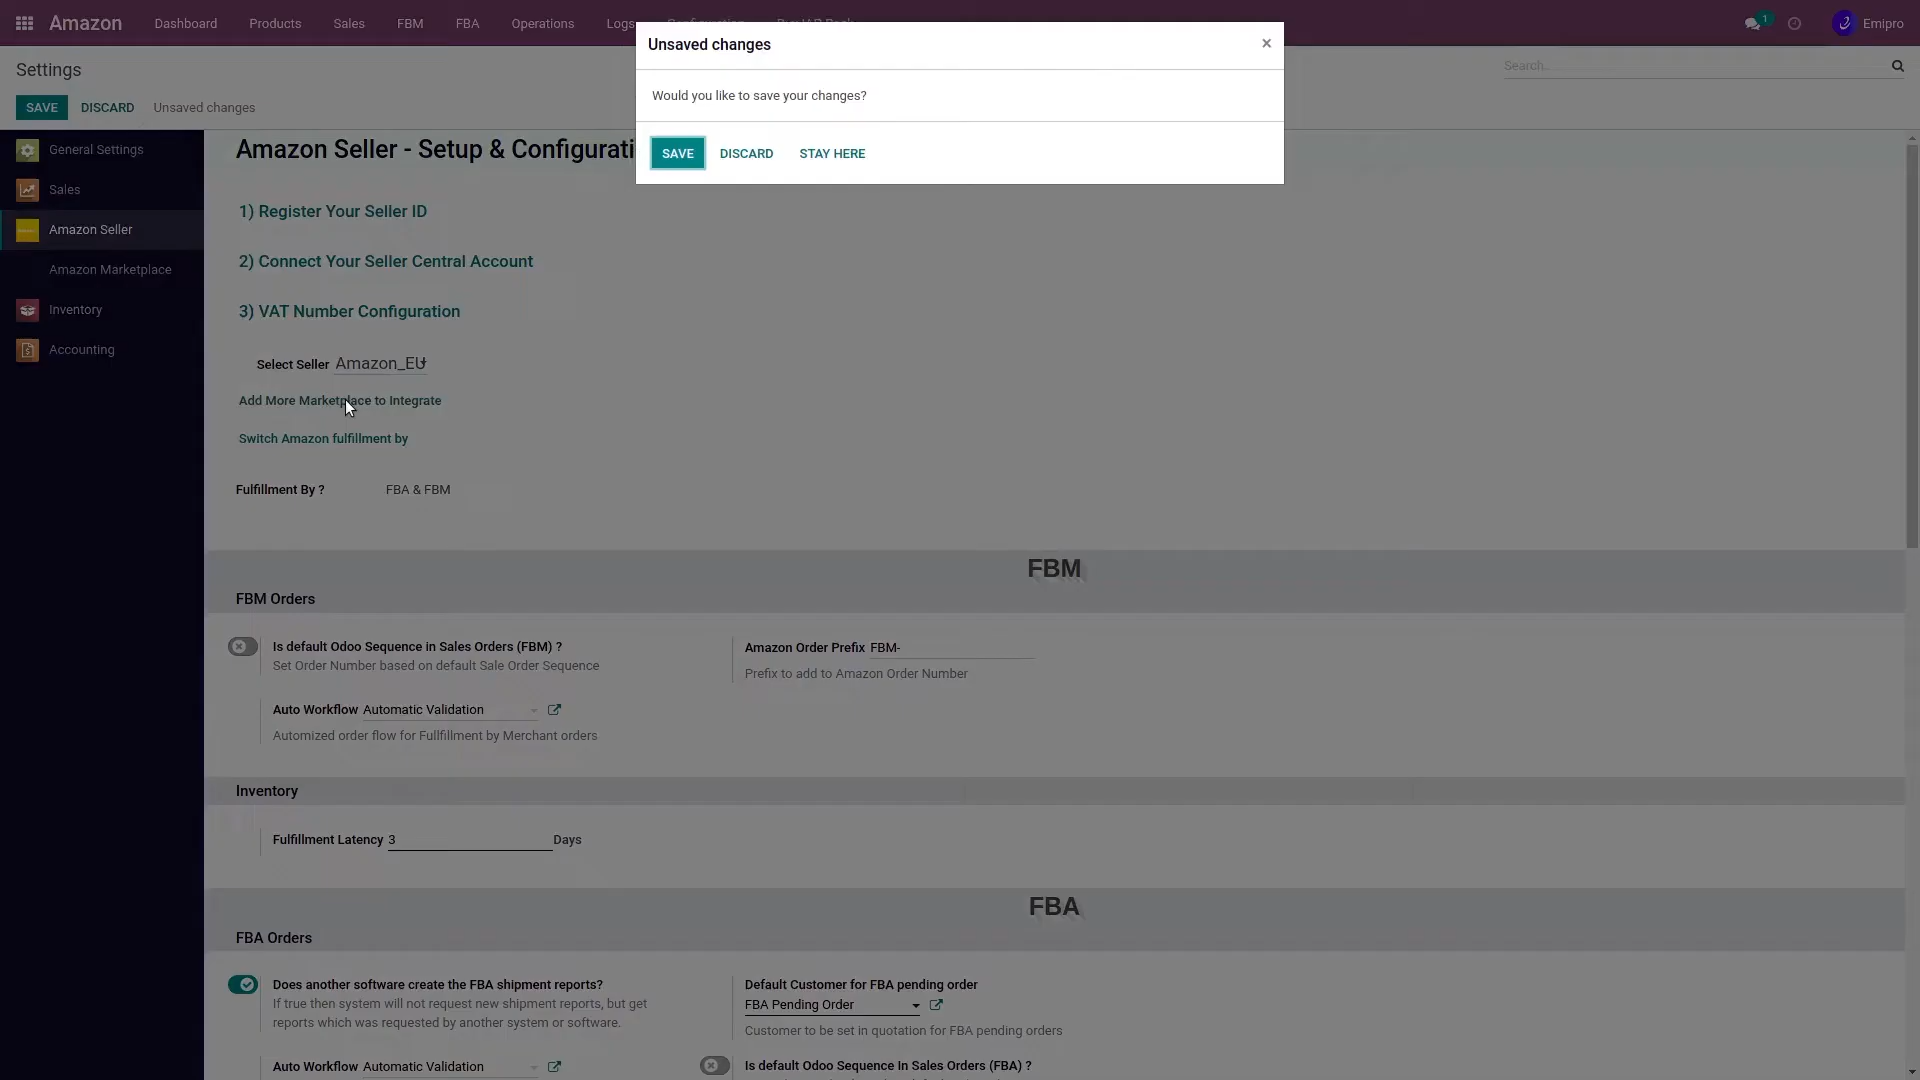 Amazon Dashboard Products Sales FBM FBA Operations Logs
1 Emipro
Settings
Search...
SAVE DISCARD Unsaved changes
Unsaved changes ×
Would you like to save your changes?
SAVE DISCARD STAY HERE
General Settings
Sales
Amazon Seller
Amazon Marketplace
Inventory
Accounting
Amazon Seller - Setup & Configurati
1) Register Your Seller ID
2) Connect Your Seller Central Account
3) VAT Number Configuration
Select Seller Amazon_EU
Add More Marketplace to Integrate
Switch Amazon fulfillment by
Fulfillment By ? FBA & FBM
FBM
FBM Orders
Is default Odoo Sequence in Sales Orders (FBM) ?
Set Order Number based on default Sale Order Sequence
Amazon Order Prefix FBM-
Prefix to add to Amazon Order Number
Auto Workflow Automatic Validation
Automized order flow for Fullfillment by Merchant orders
Inventory
Fulfillment Latency 3 Days
FBA
FBA Orders
Does another software create the FBA shipment reports?
If true then system will not request new shipment reports, but get
reports which was requested by another system or software.
Default Customer for FBA pending order
FBA Pending Order
Customer to be set in quotation for FBA pending orders
Auto Workflow Automatic Validation
Is default Odoo Sequence In Sales Orders (FBA) ?